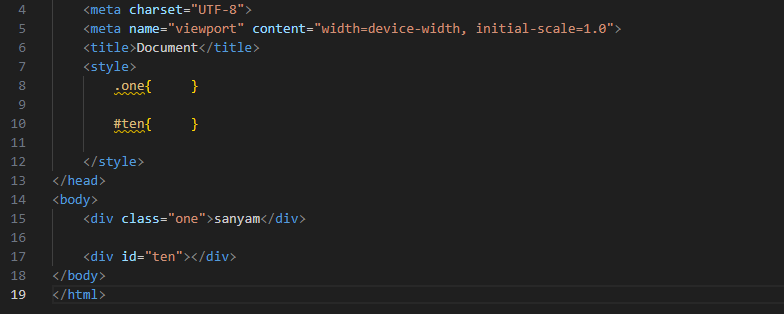 4 <meta charset="UTF-8">
5 <meta name="viewport" content="width=device-width, initial-scale=1.0">
6 <title>Document</title>
7 <style>
8 .one{     }
9
10 #ten{     }
11
12 </style>
13 </head>
14 <body>
15 <div class="one">sanyam</div>
16
17 <div id="ten"></div>
18 </body>
19 </html>